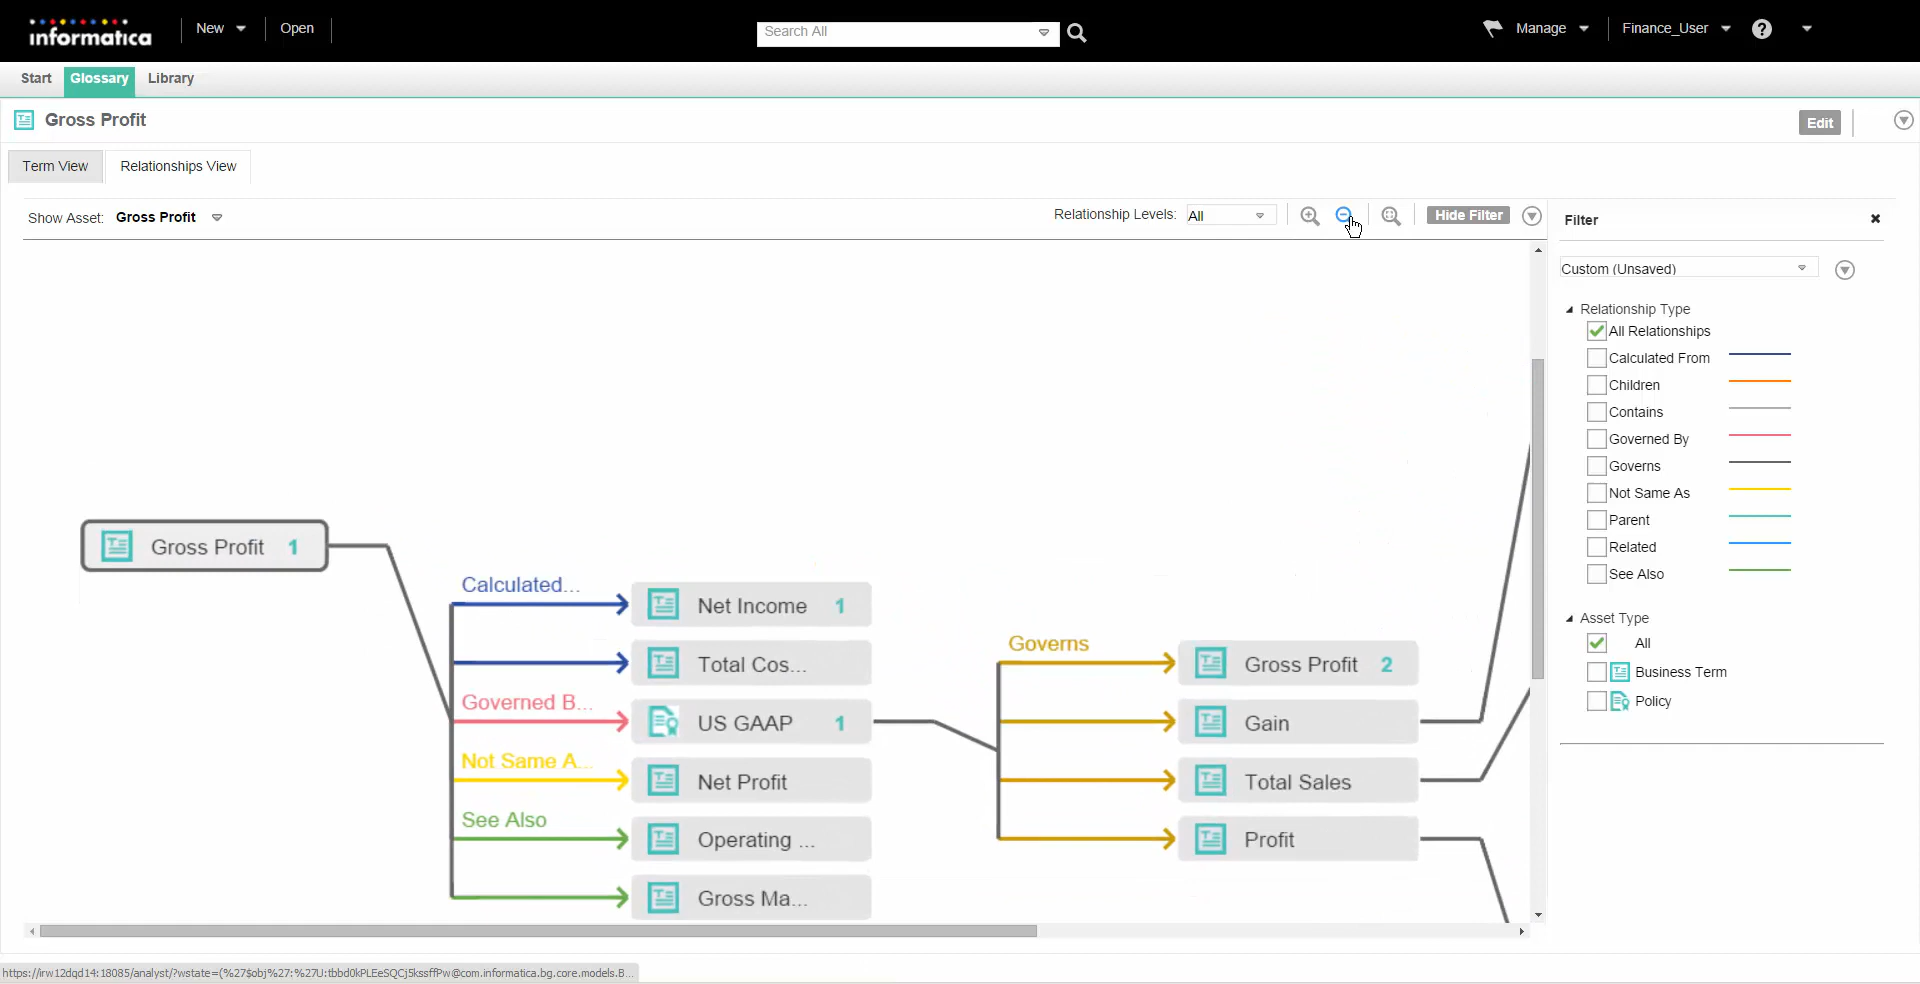 informatica
New
Open
Search All
Manage
Finance_User
?
Start
Glossary
Library
Gross Profit
Edit
Term View
Relationships View
Show Asset: Gross Profit
Relationship Levels: All
Hide Filter
Filter
Custom (Unsaved)
Relationship Type
All Relationships
Calculated From
Children
Contains
Governed By
Governs
Not Same As
Parent
Related
See Also
Asset Type
All
Business Term
Policy
Gross Profit 1
Calculated...
Net Income 1
Total Cos...
Governed B...
US GAAP 1
Not Same A...
Net Profit
See Also
Operating ...
Gross Ma...
Governs
Gross Profit 2
Gain
Total Sales
Profit